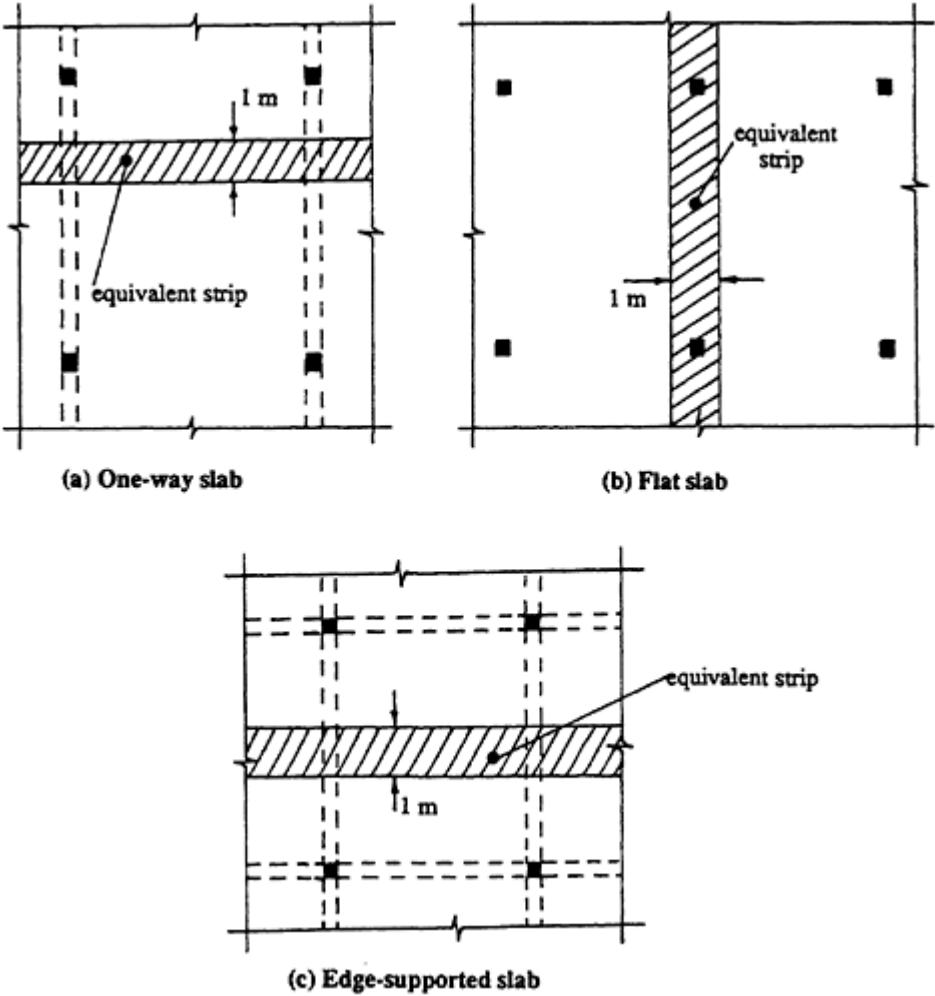 1 m
equivalent strip
(a) One-way slab
equivalent
strip
1 m
(b) Flat slab
equivalent strip
1 m
(c) Edge-supported slab